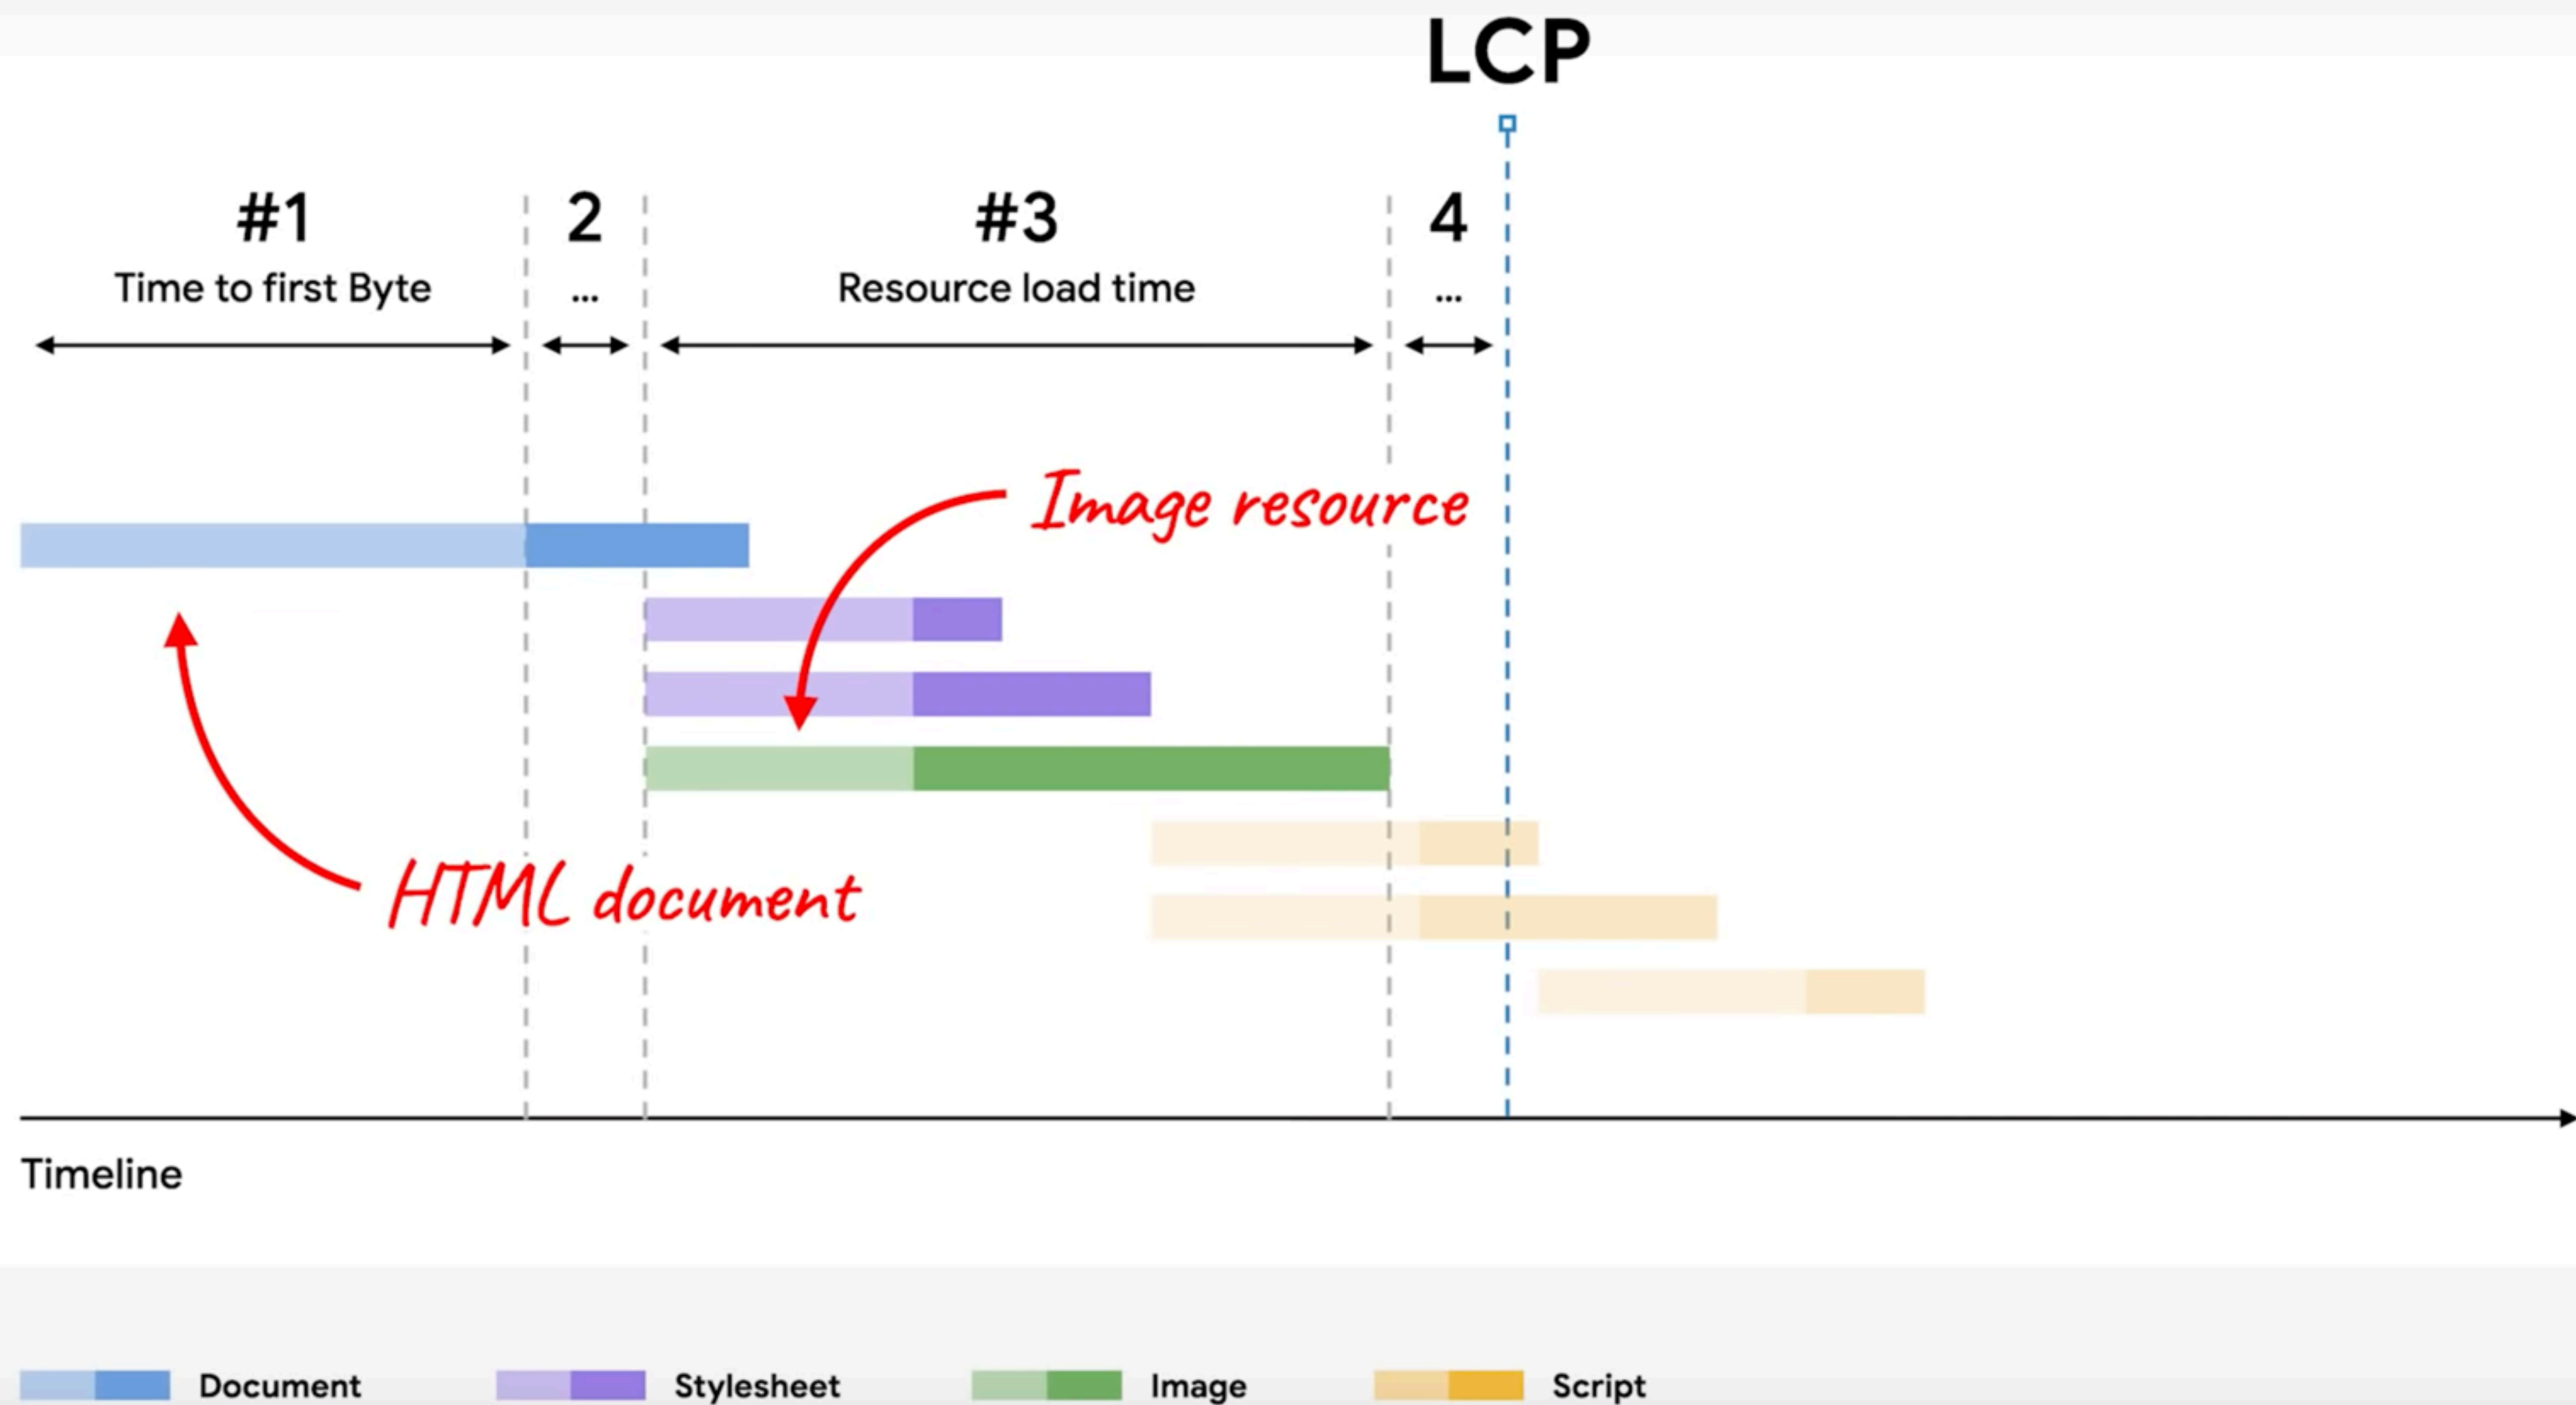 LCP
#1
2
#3
4
Time to first Byte
...
Resource load time
...
Image resource
HTML document
Timeline
Document
Stylesheet
Image
Script